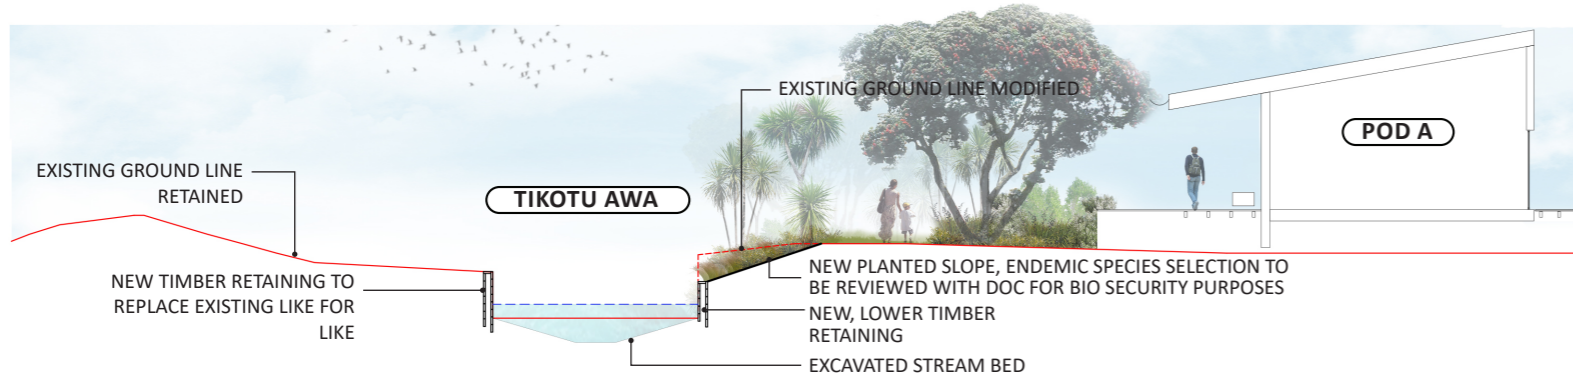 EXISTING GROUND LINE MODIFIED
POD A
EXISTING GROUND LINE
RETAINED
TIKOTU AWA
NEW TIMBER RETAINING TO
REPLACE EXISTING LIKE FOR
LIKE
NEW PLANTED SLOPE, ENDEMIC SPECIES SELECTION TO
BE REVIEWED WITH DOC FOR BIO SECURITY PURPOSES
NEW, LOWER TIMBER
RETAINING
EXCAVATED STREAM BED